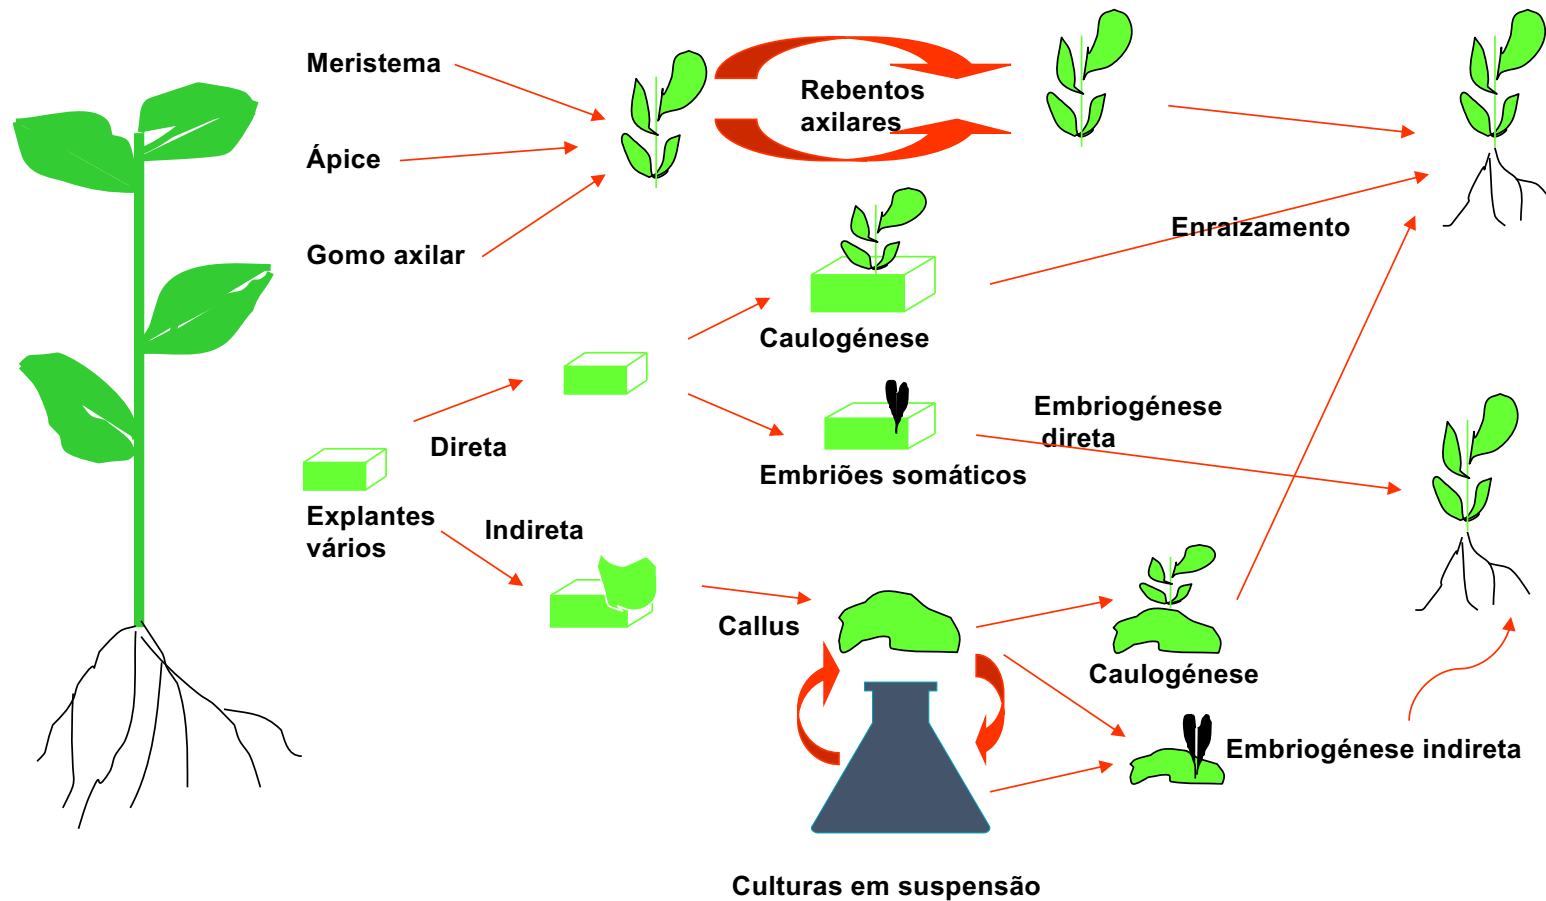 Meristema
Rebentos
axilares
Ápice
Gomo axilar
Enraizamento
Caulogénese
Embriogénese
direta
Direta
Embriões somáticos
Explantes
vários
Indireta
Callus
Caulogénese
Embriogénese indireta
Culturas em suspensão